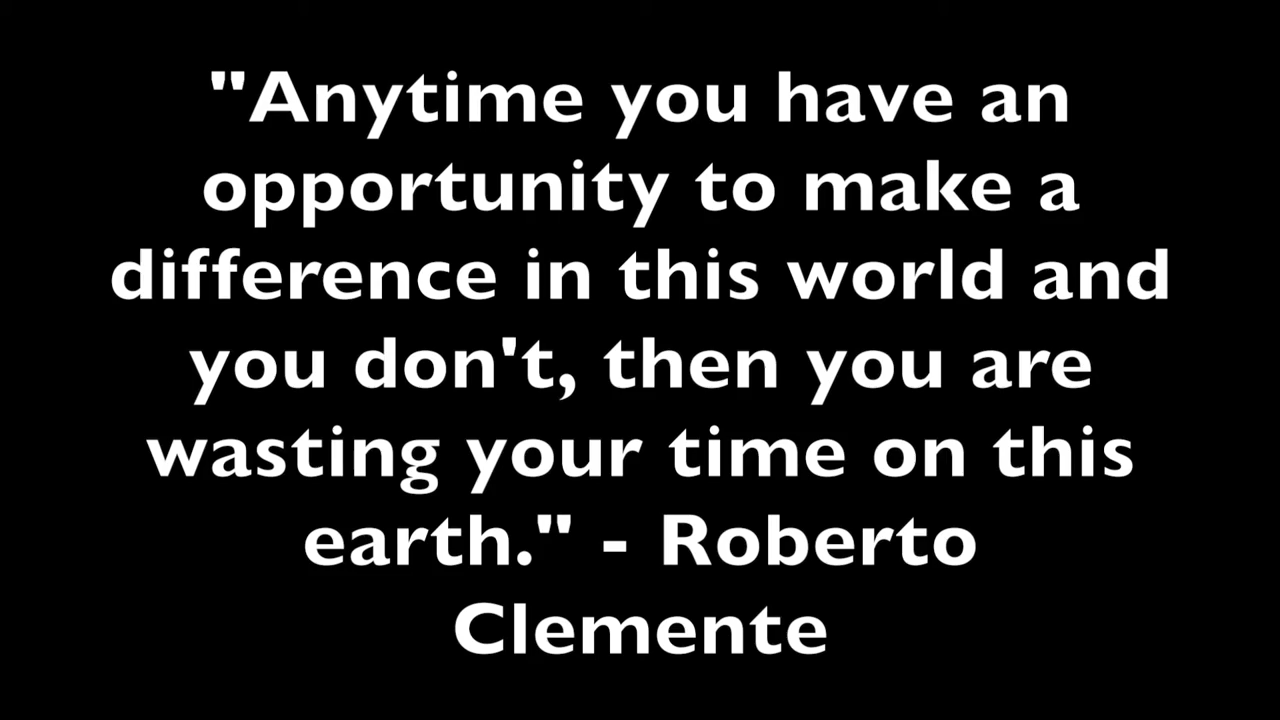 "Anytime you have an
opportunity to make a
difference in this world and
you don't, then you are
wasting your time on this
earth." - Roberto
Clemente